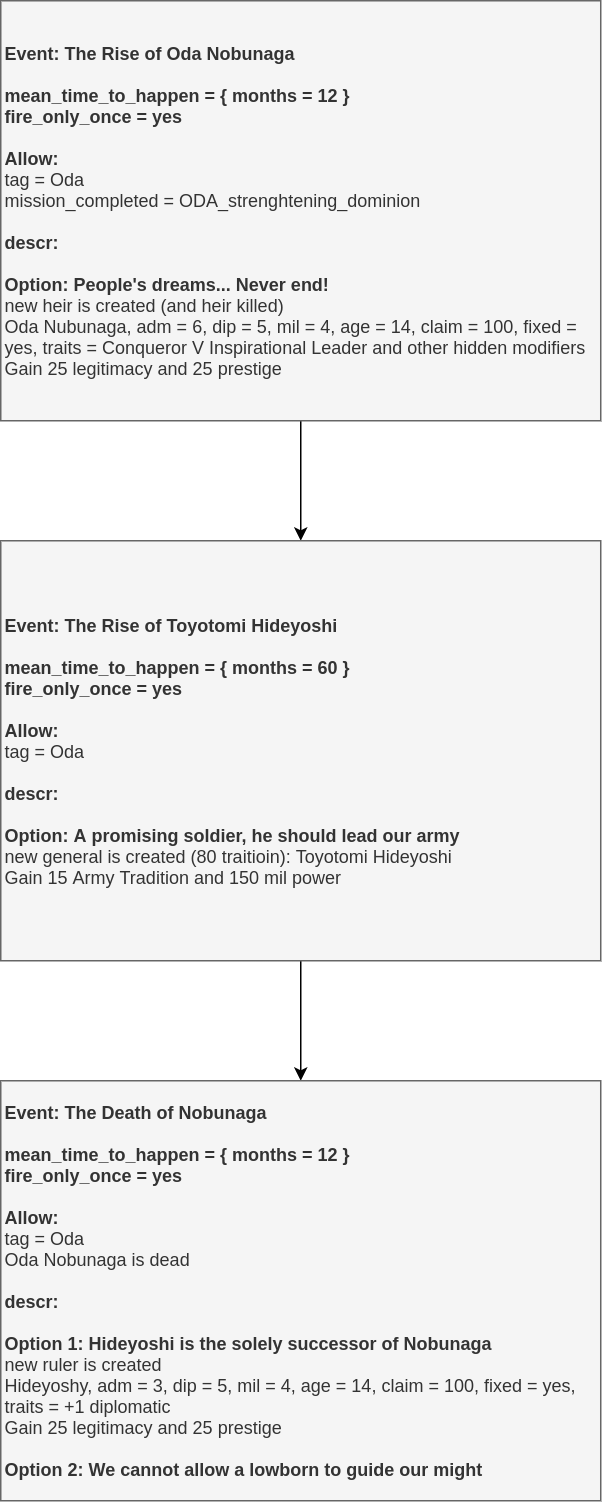 Event: The Rise of Oda Nobunaga
mean_time_to_happen = { months = 12 }
fire_only_once = yes
Allow:
tag = Oda
mission_completed = ODA_strenghtening_dominion
descr:
Option: People's dreams... Never end!
new heir is created (and heir killed)
Oda Nubunaga, adm = 6, dip = 5, mil = 4, age = 14, claim = 100, fixed =
yes, traits = Conqueror V Inspirational Leader and other hidden modifiers
Gain 25 legitimacy and 25 prestige
Event: The Rise of Toyotomi Hideyoshi
mean_time_to_happen = { months = 60 }
fire_only_once = yes
Allow:
tag = Oda
descr:
Option: A promising soldier, he should lead our army
new general is created (80 traitioin): Toyotomi Hideyoshi
Gain 15 Army Tradition and 150 mil power
Event: The Death of Nobunaga
mean_time_to_happen = { months = 12 }
fire_only_once = yes
Allow:
tag = Oda
Oda Nobunaga is dead
descr:
Option 1: Hideyoshi is the solely successor of Nobunaga
new ruler is created
Hideyoshy, adm = 3, dip = 5, mil = 4, age = 14, claim = 100, fixed = yes,
traits = +1 diplomatic
Gain 25 legitimacy and 25 prestige
Option 2: We cannot allow a lowborn to guide our might